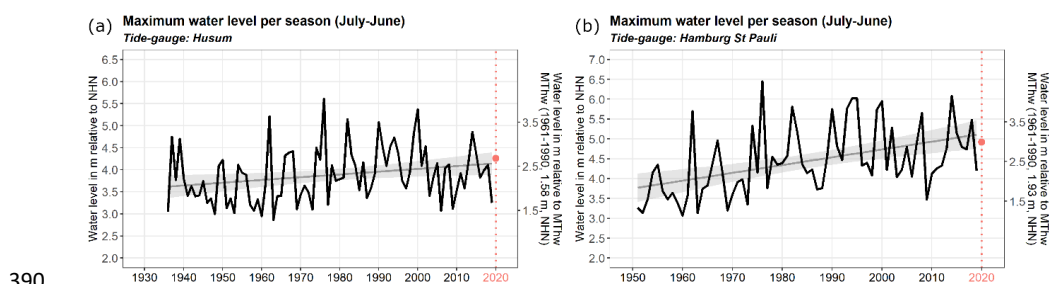 (a) Maximum water level per season (July-June)
Tide-gauge: Husum
Water level in m relative to NHN
6.5
6.0
5.5
5.0
4.5
4.0
3.5
3.0
2.5
2.0
3.5
2.5
1.5
Water level in m relative to MThw
MThw (1961-1990, 1.58 m, NHN)
1930 1940 1950 1960 1970 1980 1990 2000 2010 2020
(b) Maximum water level per season (July-June)
Tide-gauge: Hamburg St Pauli
Water level in m relative to NHN
7.0
6.5
6.0
5.5
5.0
4.5
4.0
3.5
3.0
2.5
2.0
3.5
2.5
1.5
Water level in m relative to MThw
MThw (1961-1990, 1.93 m, NHN)
1950 1960 1970 1980 1990 2000 2010 2020
390